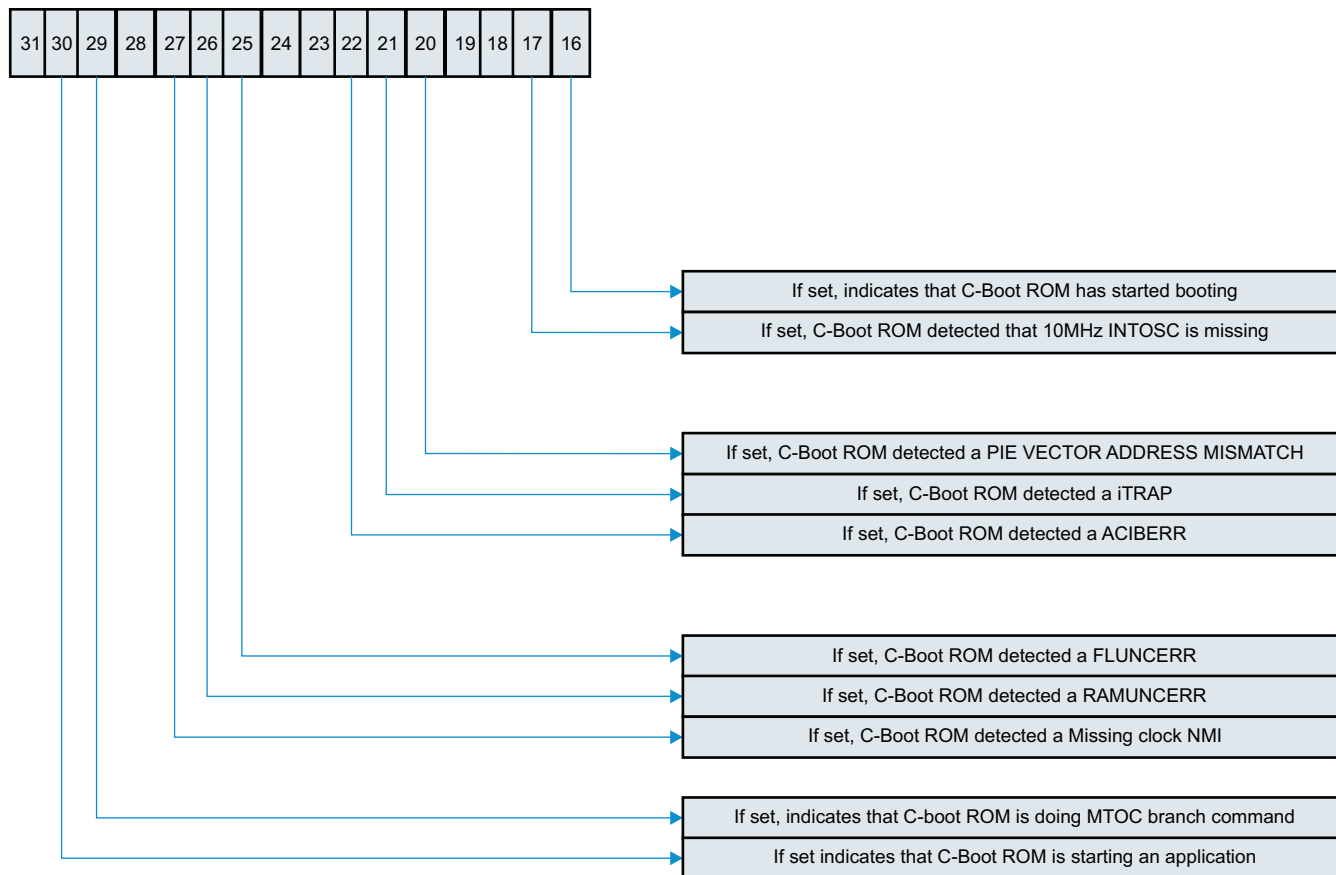 31 30 29 28 27 26 25 24 23 22 21 20 19 18 17 16
If set, indicates that C-Boot ROM has started booting
If set, C-Boot ROM detected that 10MHz INTOSC is missing
If set, C-Boot ROM detected a PIE VECTOR ADDRESS MISMATCH
If set, C-Boot ROM detected a iTRAP
If set, C-Boot ROM detected a ACIBERR
If set, C-Boot ROM detected a FLUNCERR
If set, C-Boot ROM detected a RAMUNCERR
If set, C-Boot ROM detected a Missing clock NMI
If set, indicates that C-boot ROM is doing MTOC branch command
If set indicates that C-Boot ROM is starting an application